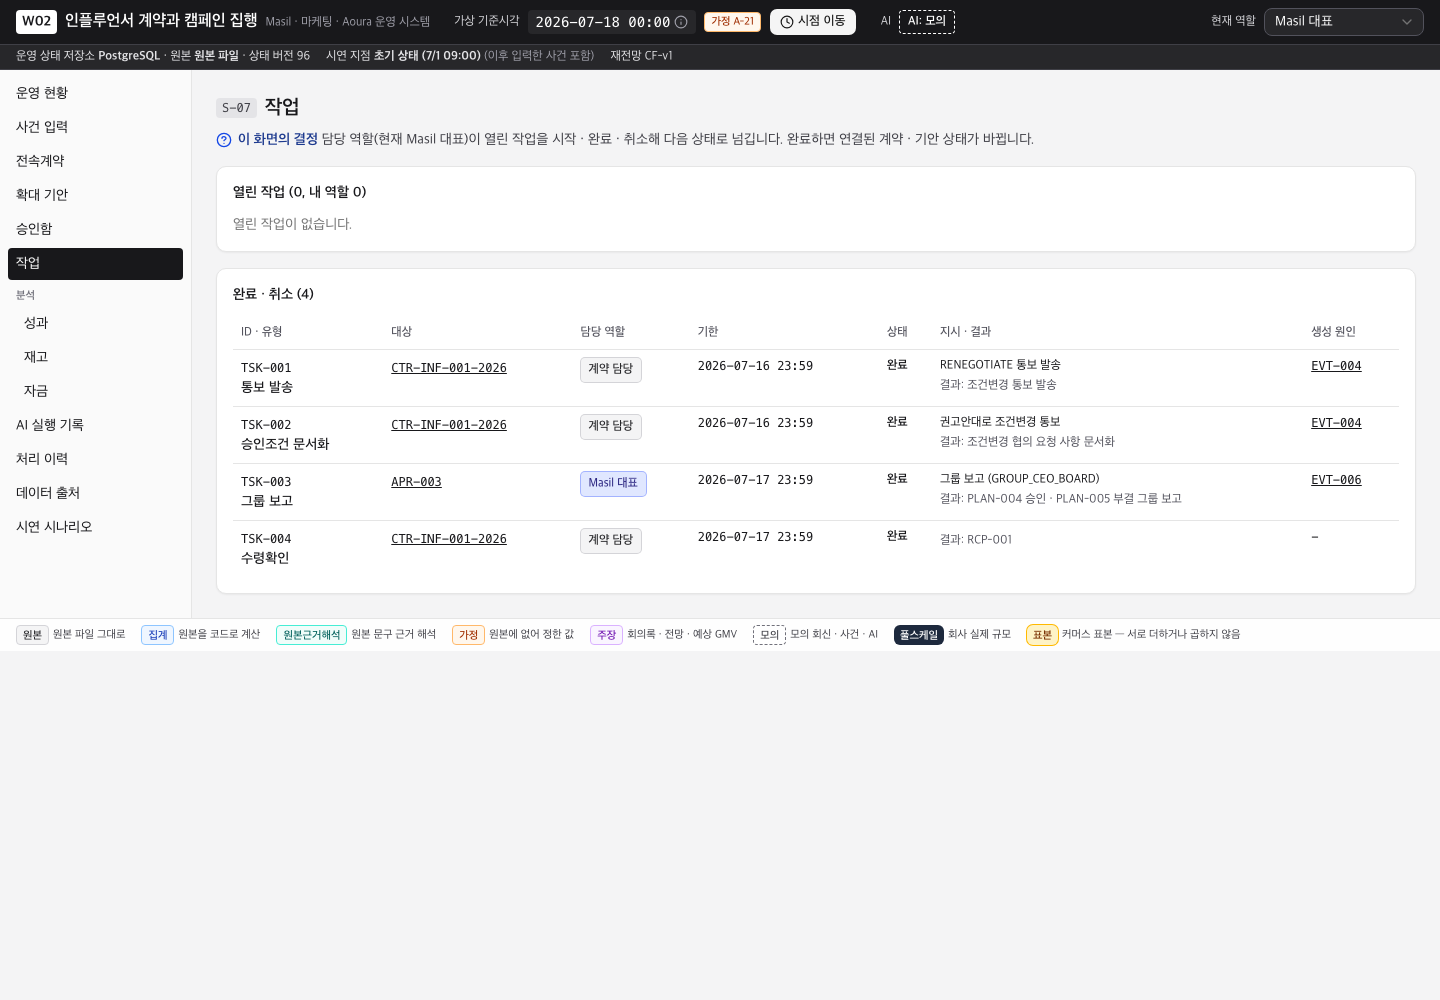 W02 인플루언서 계약과 캠페인 집행 Masil · 마케팅 · Aoura 운영 시스템 가상 기준시각 2026-07-18 00:00 가정 A-21 시점 이동 AI AI: 모의 현재 역할 Masil 대표
운영 상태 저장소 PostgreSQL · 원본 원본 파일 · 상태 버전 96 시연 지점 초기 상태 (7/1 09:00) (이후 입력한 사건 포함) 재전망 CF-v1
운영 현황
사건 입력
전속계약
확대 기안
승인함
작업
분석
성과
재고
자금
AI 실행 기록
처리 이력
데이터 출처
시연 시나리오
S-07 작업
이 화면의 결정 담당 역할(현재 Masil 대표)이 열린 작업을 시작 · 완료 · 취소해 다음 상태로 넘깁니다. 완료하면 연결된 계약 · 기안 상태가 바뀝니다.
열린 작업 (0, 내 역할 0)
열린 작업이 없습니다.
완료 · 취소 (4)
ID · 유형 대상 담당 역할 기한 상태 지시 · 결과 생성 원인
TSK-001 CTR-INF-001-2026 계약 담당 2026-07-16 23:59 완료 RENEGOTIATE 통보 발송 EVT-004
통보 발송 결과: 조건변경 통보 발송
TSK-002 CTR-INF-001-2026 계약 담당 2026-07-16 23:59 완료 권고안대로 조건변경 통보 EVT-004
승인조건 문서화 결과: 조건변경 협의 요청 사항 문서화
TSK-003 APR-003 Masil 대표 2026-07-17 23:59 완료 그룹 보고 (GROUP_CEO_BOARD) EVT-006
그룹 보고 결과: PLAN-004 승인 · PLAN-005 부결 그룹 보고
TSK-004 CTR-INF-001-2026 계약 담당 2026-07-17 23:59 완료 결과: RCP-001 –
수령확인
원본 원본 파일 그대로 집계 원본을 코드로 계산 원본근거해석 원본 문구 근거 해석 가정 원본에 없어 정한 값 주장 회의록 · 전망 · 예상 GMV 모의 모의 회신 · 사건 · AI 풀스케일 회사 실제 규모 표본 커머스 표본 — 서로 더하거나 곱하지 않음